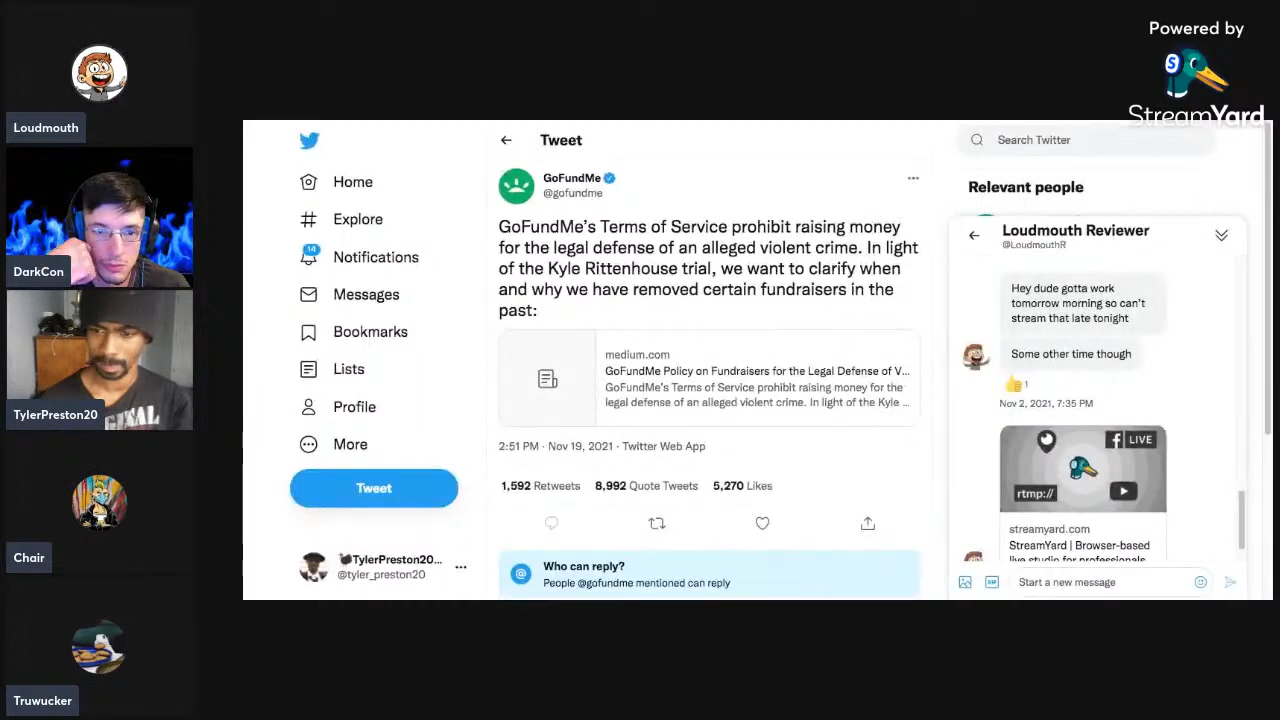 Powered by
S
StreamYard
Loudmouth
DarkCon
TylerPreston20
Chair
Truwucker
Home
Explore
14
Notifications
Messages
Bookmarks
Lists
Profile
More
Tweet
TylerPreston20...
@tyler_preston20
Tweet
GoFundMe
@gofundme
GoFundMe's Terms of Service prohibit raising money
for the legal defense of an alleged violent crime. In light
of the Kyle Rittenhouse trial, we want to clarify when
and why we have removed certain fundraisers in the
past:
medium.com
GoFundMe Policy on Fundraisers for the Legal Defense of V...
GoFundMe's Terms of Service prohibit raising money for the
legal defense of an alleged violent crime. In light of the Kyle ...
2:51 PM · Nov 19, 2021 · Twitter Web App
1,592 Retweets 8,992 Quote Tweets 5,270 Likes
Who can reply?
People @gofundme mentioned can reply
Search Twitter
Relevant people
Loudmouth Reviewer
@LoudmouthR
Hey dude gotta work
tomorrow morning so can't
stream that late tonight
Some other time though
1
Nov 2, 2021, 7:35 PM
LIVE
rtmp://
streamyard.com
StreamYard | Browser-based
live studio for professionals
GIF
Start a new message